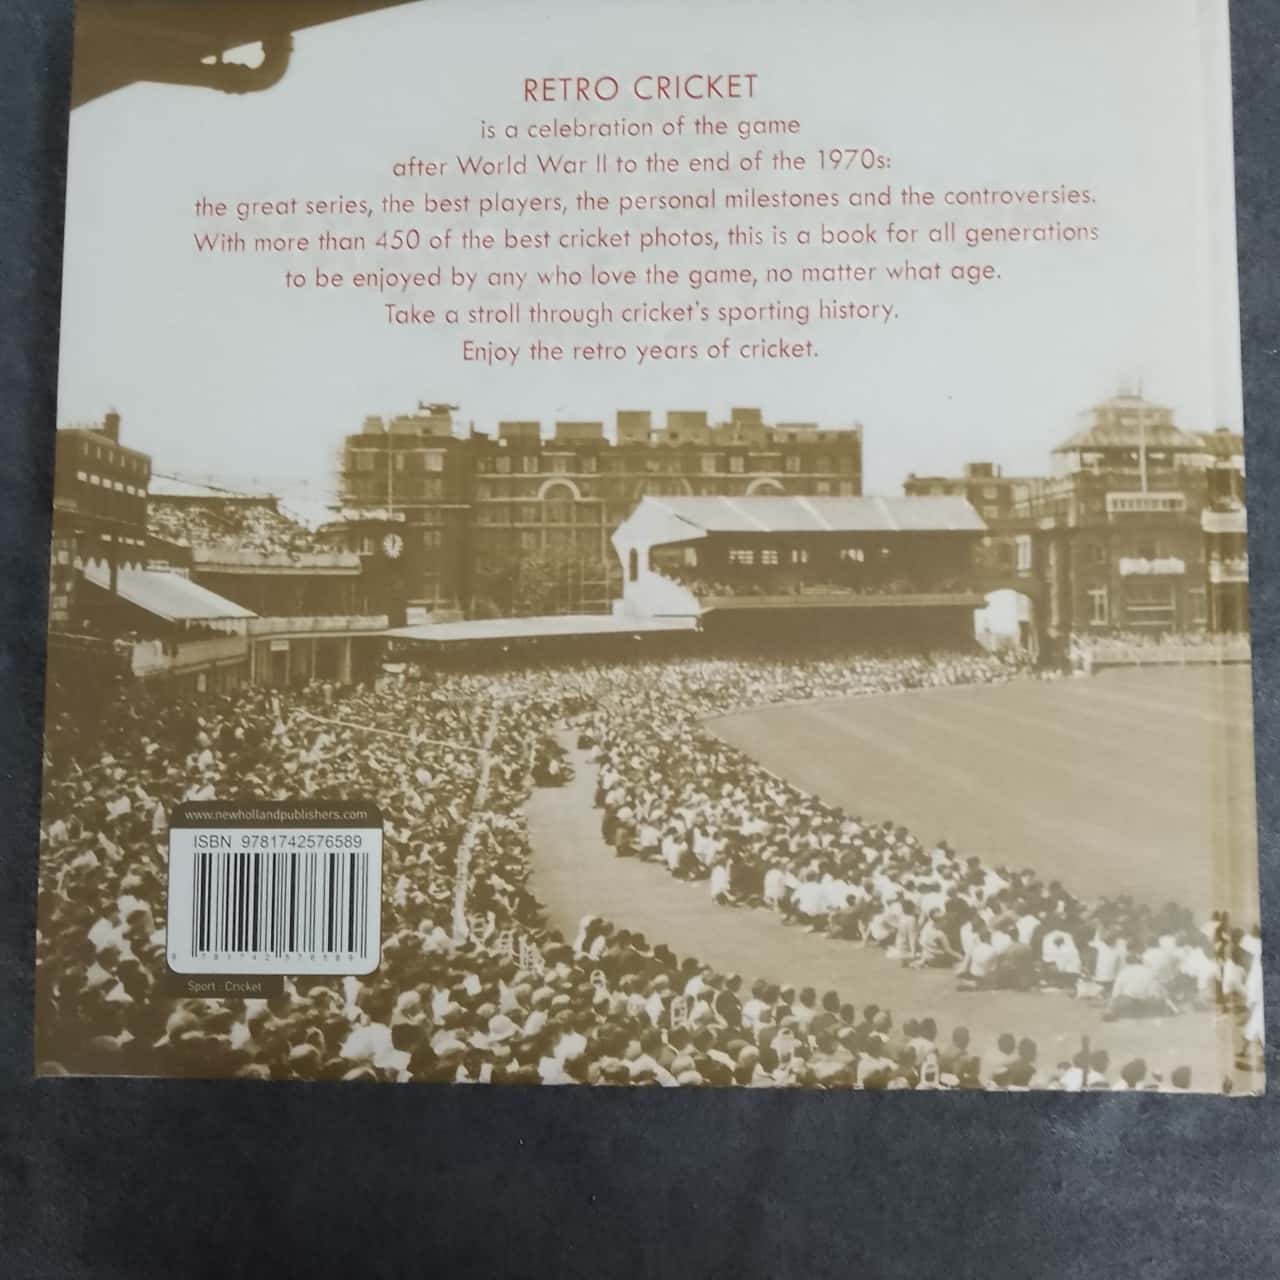 RETRO CRICKET
is a celebration of the game
after World War II to the end of the 1970s:
the great series, the best players, the personal milestones and the controversies.
With more than 450 of the best cricket photos, this is a book for all generations
to be enjoyed by any who love the game, no matter what age.
Take a stroll through cricket's sporting history.
Enjoy the retro years of cricket.
www.newhollandpublishers.com
ISBN 9781742576589
9 781742 576589
Sport : Cricket